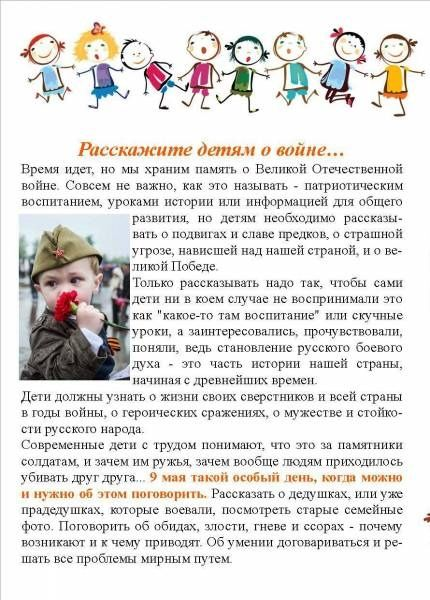 Расскажите детям о войне...
Время идет, но мы храним память о Великой Отечественной
войне. Совсем не важно, как это называть - патриотическим
воспитанием, уроками истории или информацией для общего
развития, но детям необходимо рассказы-
вать о подвигах и славе предков, о страшной
угрозе, нависшей над нашей страной, и о ве-
ликой Победе.
Только рассказывать надо так, чтобы сами
дети ни в коем случае не воспринимали это
как "какое-то там воспитание" или скучные
уроки, а заинтересовались, прочувствовали,
поняли, ведь становление русского боевого
духа - это часть истории нашей страны,
начиная с древнейших времен.
Дети должны узнать о жизни своих сверстников и всей страны
в годы войны, о героических сражениях, о мужестве и стойко-
сти русского народа.
Современные дети с трудом понимают, что это за памятники
солдатам, и зачем им ружья, зачем вообще людям приходилось
убивать друг друга... 9 мая такой особый день, когда можно
и нужно об этом поговорить. Рассказать о дедушках, или уже
прадедушках, которые воевали, посмотреть старые семейные
фото. Поговорить об обидах, злости, гневе и ссорах - почему
возникают и к чему приводят. Об умении договариваться и ре-
шать все проблемы мирным путем.